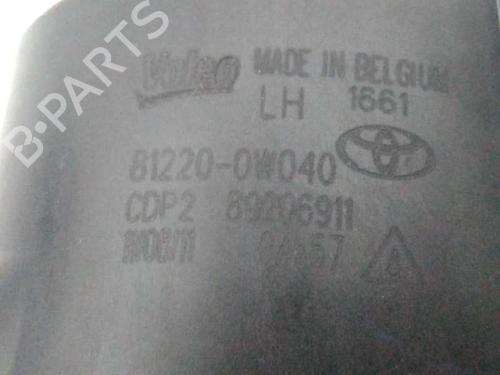 Valeo MADE IN BELGIUM
LH 1661
81220-0W040
CDP2 89206911
B-PARTS